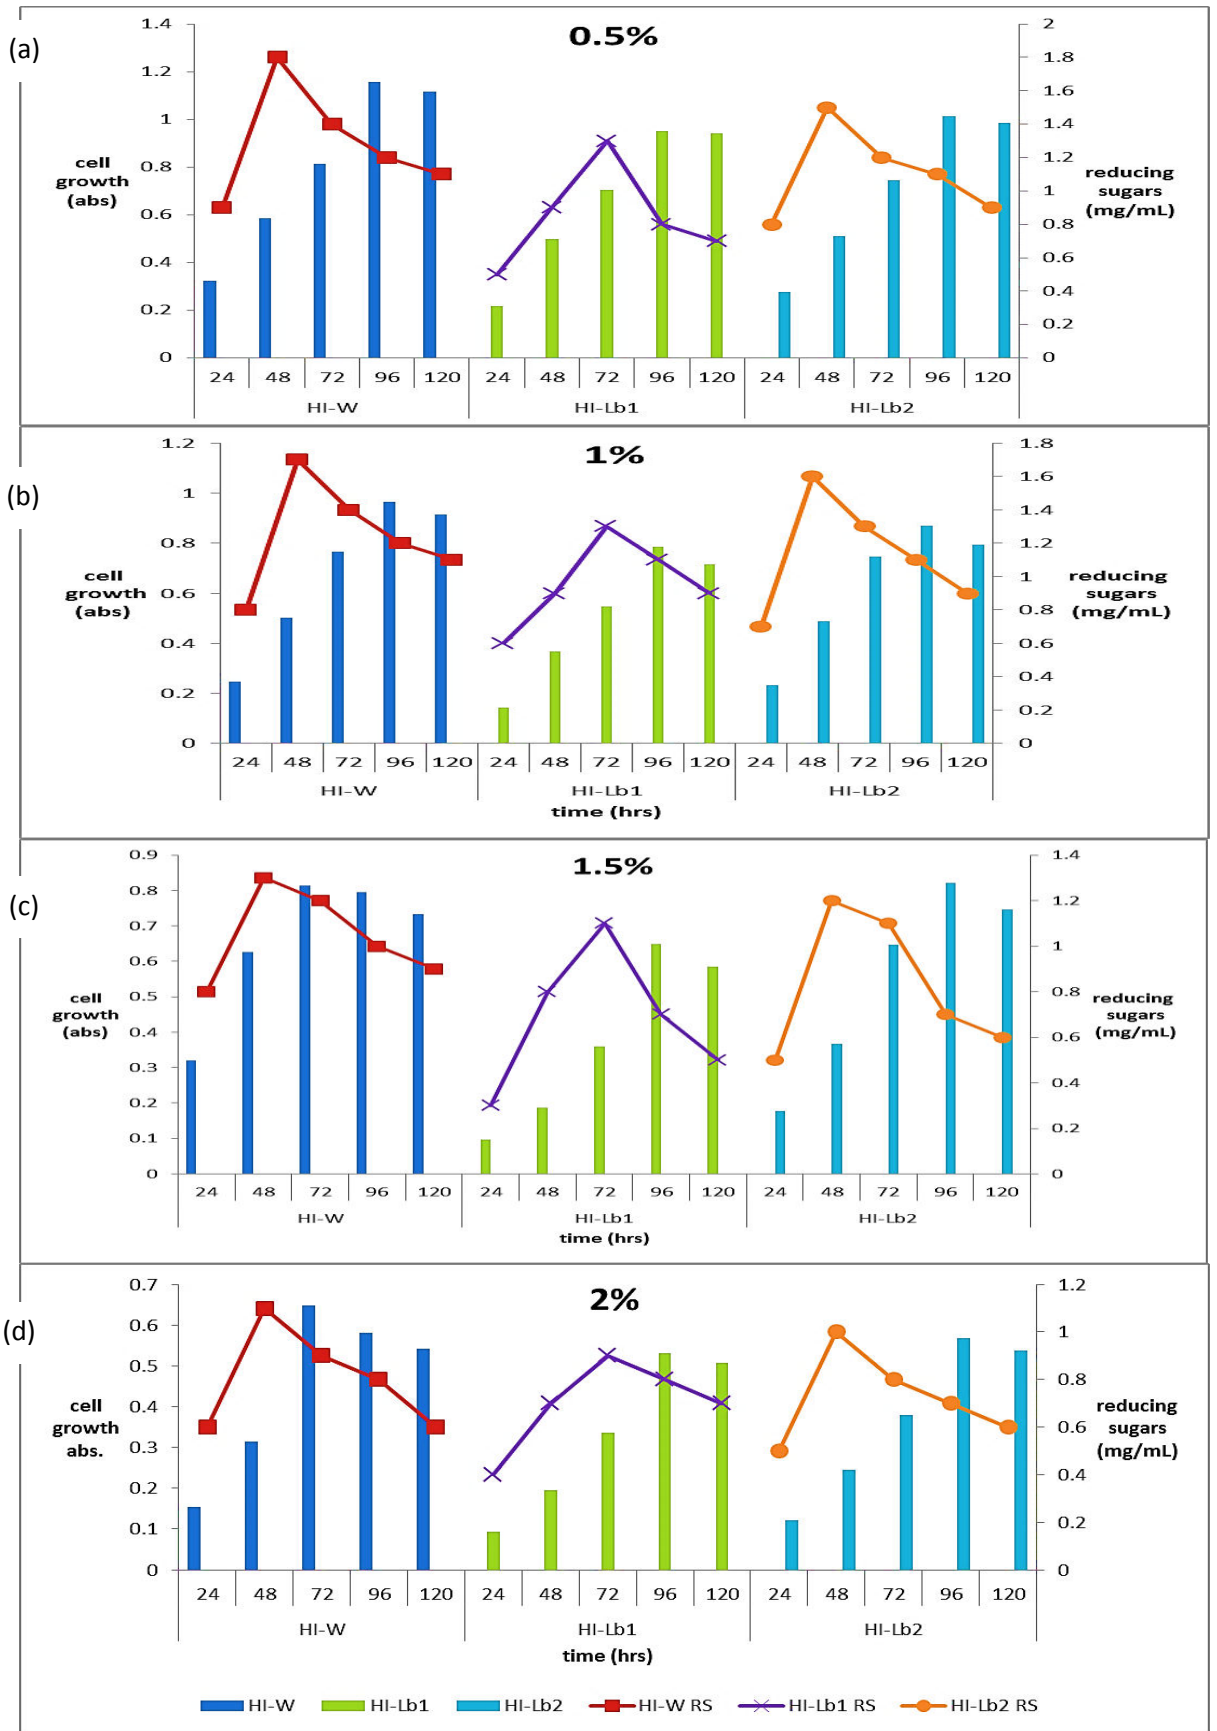 (a)
0.5%
1.4
1.2
1
0.8
0.6
0.4
0.2
0
cell
growth
(abs)
2
1.8
1.6
1.4
1.2
1
0.8
0.6
0.4
0.2
0
reducing
sugars
(mg/mL)
24 48 72 96 120 24 48 72 96 120 24 48 72 96 120
HI-W HI-Lb1 HI-Lb2
(b)
1%
1.2
1
0.8
0.6
0.4
0.2
0
cell
growth
(abs)
1.8
1.6
1.4
1.2
1
0.8
0.6
0.4
0.2
0
reducing
sugars
(mg/mL)
24 48 72 96 120 24 48 72 96 120 24 48 72 96 120
HI-W HI-Lb1 HI-Lb2
time (hrs)
(c)
1.5%
0.9
0.8
0.7
0.6
0.5
0.4
0.3
0.2
0.1
0
cell
growth
(abs)
1.4
1.2
1
0.8
0.6
0.4
0.2
0
reducing
sugars
(mg/mL)
24 48 72 96 120 24 48 72 96 120 24 48 72 96 120
HI-W HI-Lb1 HI-Lb2
time (hrs)
(d)
2%
0.7
0.6
0.5
0.4
0.3
0.2
0.1
0
cell
growth
abs.
1.2
1
0.8
0.6
0.4
0.2
0
reducing
sugars
(mg/mL)
24 48 72 96 120 24 48 72 96 120 24 48 72 96 120
HI-W HI-Lb1 HI-Lb2
time (hrs)
HI-W HI-Lb1 HI-Lb2 HI-W RS HI-Lb1 RS HI-Lb2 RS